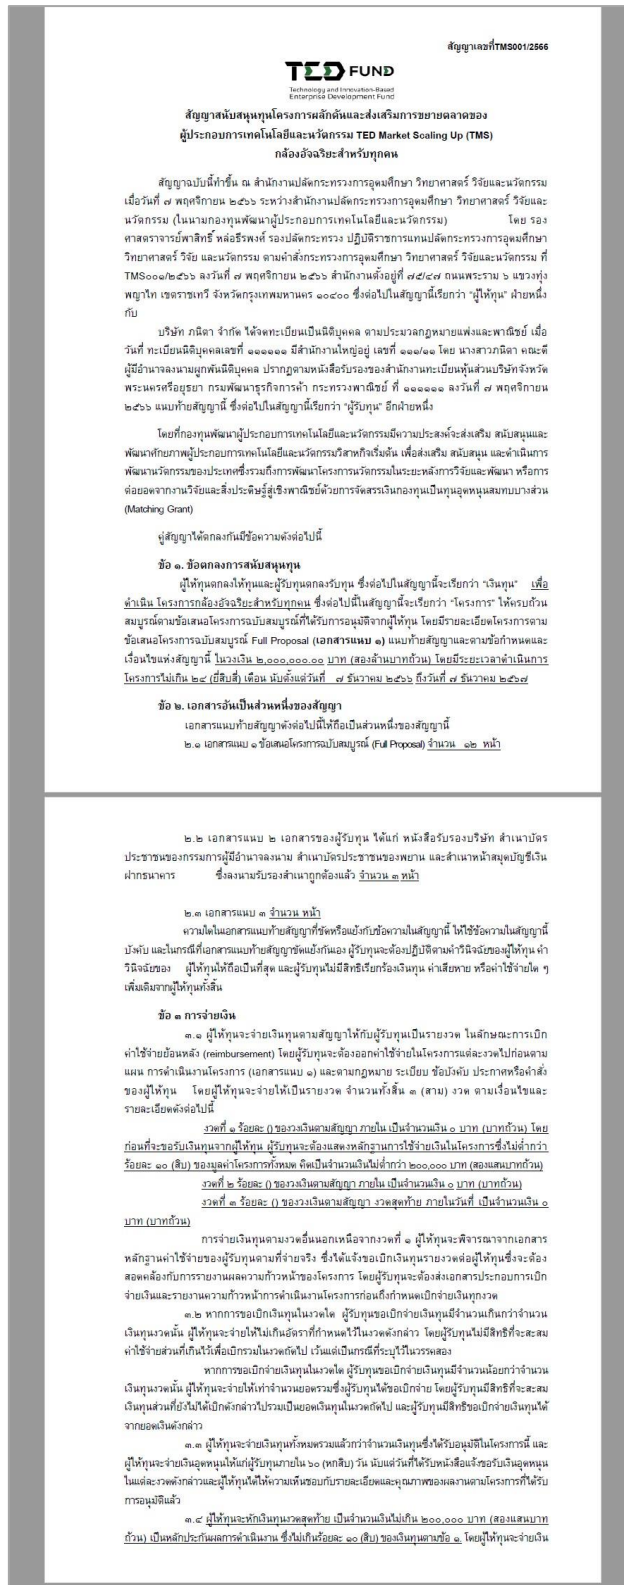 สัญญาเลขที่TMS001/2566
TED FUND
Technology and Innovation-Based
Enterprise Development Fund
สัญญาสนับสนุนทุนโครงการผลักดันและส่งเสริมการขยายตลาดของ
ผู้ประกอบการเทคโนโลยีและนวัตกรรม TED Market Scaling Up (TMS)
กล้องอัจฉริยะสำหรับทุกคน
สัญญาฉบับนี้ทำขึ้น ณ สำนักงานปลัดกระทรวงการอุดมศึกษา วิทยาศาสตร์ วิจัยและนวัตกรรม
เมื่อวันที่ ๗ พฤศจิกายน ๒๕๖๖ ระหว่างสำนักงานปลัดกระทรวงการอุดมศึกษา วิทยาศาสตร์ วิจัยและ
นวัตกรรม (ในนามกองทุนพัฒนาผู้ประกอบการเทคโนโลยีและนวัตกรรม) โดย รอง
ศาสตราจารย์พาสิทธิ์ หล่อธีรพงศ์ รองปลัดกระทรวง ปฏิบัติราชการแทนปลัดกระทรวงการอุดมศึกษา
วิทยาศาสตร์ วิจัย และนวัตกรรม ตามคำสั่งกระทรวงการอุดมศึกษา วิทยาศาสตร์ วิจัยและนวัตกรรม ที่
TMS๐๐๑/๒๕๖๖ ลงวันที่ ๗ พฤศจิกายน ๒๕๖๖ สำนักงานตั้งอยู่ที่ ๗๕/๔๗ ถนนพระราม ๖ แขวงทุ่ง
พญาไท เขตราชเทวี จังหวัดกรุงเทพมหานคร ๑๐๔๐๐ ซึ่งต่อไปในสัญญานี้เรียกว่า “ผู้ให้ทุน” ฝ่ายหนึ่ง
กับ
บริษัท ภนิตา จำกัด ได้จดทะเบียนเป็นนิติบุคคล ตามประมวลกฎหมายแพ่งและพาณิชย์ เมื่อ
วันที่ ทะเบียนนิติบุคคลเลขที่ ๑๑๑๑๑๑ มีสำนักงานใหญ่อยู่ เลขที่ ๑๑๑/๑๑ โดย นางสาวภนิตา คณะดี
ผู้มีอำนาจลงนามผูกพันนิติบุคคล ปรากฏตามหนังสือรับรองของสำนักงานทะเบียนหุ้นส่วนบริษัทจังหวัด
พระนครศรีอยุธยา กรมพัฒนาธุรกิจการค้า กระทรวงพาณิชย์ ที่ ๑๑๑๑๑๑ ลงวันที่ ๗ พฤศจิกายน
๒๕๖๖ แนบท้ายสัญญานี้ ซึ่งต่อไปในสัญญานี้เรียกว่า “ผู้รับทุน” อีกฝ่ายหนึ่ง
โดยที่กองทุนพัฒนาผู้ประกอบการเทคโนโลยีและนวัตกรรมมีความประสงค์จะส่งเสริม สนับสนุนและ
พัฒนาศักยภาพผู้ประกอบการเทคโนโลยีและนวัตกรรมวิสาหกิจเริ่มต้น เพื่อส่งเสริม สนับสนุน และดำเนินการ
พัฒนานวัตกรรมของประเทศซึ่งรวมถึงการพัฒนาโครงการนวัตกรรมในระยะหลังการวิจัยและพัฒนา หรือการ
ต่อยอดจากงานวิจัยและสิ่งประดิษฐ์สู่เชิงพาณิชย์ด้วยการจัดสรรเงินกองทุนเป็นทุนอุดหนุนสมทบบางส่วน
(Matching Grant)
คู่สัญญาได้ตกลงกันมีข้อความดังต่อไปนี้
ข้อ ๑. ข้อตกลงการสนับสนุนทุน
ผู้ให้ทุนตกลงให้ทุนและผู้รับทุนตกลงรับทุน ซึ่งต่อไปในสัญญานี้จะเรียกว่า “เงินทุน” เพื่อ
ดำเนิน โครงการกล้องอัจฉริยะสำหรับทุกคน ซึ่งต่อไปนี้ในสัญญานี้จะเรียกว่า “โครงการ” ให้ครบถ้วน
สมบูรณ์ตามข้อเสนอโครงการฉบับสมบูรณ์ที่ได้รับการอนุมัติจากผู้ให้ทุน โดยมีรายละเอียดโครงการตาม
ข้อเสนอโครงการฉบับสมบูรณ์ Full Proposal (เอกสารแนบ ๑) แนบท้ายสัญญาและตามข้อกำหนดและ
เงื่อนไขแห่งสัญญานี้ ในวงเงิน ๒,๐๐๐,๐๐๐.๐๐ บาท (สองล้านบาทถ้วน) โดยมีระยะเวลาดำเนินการ
โครงการไม่เกิน ๒๔ (ยี่สิบสี่) เดือน นับตั้งแต่วันที่ ๗ ธันวาคม ๒๕๖๖ ถึงวันที่ ๗ ธันวาคม ๒๕๖๗
ข้อ ๒. เอกสารอันเป็นส่วนหนึ่งของสัญญา
เอกสารแนบท้ายสัญญาดังต่อไปนี้ให้ถือเป็นส่วนหนึ่งของสัญญานี้
๒.๑ เอกสารแนบ ๑ ข้อเสนอโครงการฉบับสมบูรณ์ (Full Proposal) จำนวน ๑๒ หน้า
๒.๒ เอกสารแนบ ๒ เอกสารของผู้รับทุน ได้แก่ หนังสือรับรองบริษัท สำเนาบัตร
ประชาชนของกรรมการผู้มีอำนาจลงนาม สำเนาบัตรประชาชนของพยาน และสำเนาหน้าสมุดบัญชีเงิน
ฝากธนาคาร ซึ่งลงนามรับรองสำเนาถูกต้องแล้ว จำนวน ๓ หน้า
๒.๓ เอกสารแนบ ๓ จำนวน หน้า
ความใดในเอกสารแนบท้ายสัญญาที่ขัดหรือแย้งกับข้อความในสัญญานี้ ให้ใช้ข้อความในสัญญานี้
บังคับ และในกรณีที่เอกสารแนบท้ายสัญญาขัดแย้งกันเอง ผู้รับทุนจะต้องปฏิบัติตามคำวินิจฉัยของผู้ให้ทุน คำ
วินิจฉัยของ ผู้ให้ทุนให้ถือเป็นที่สุด และผู้รับทุนไม่มีสิทธิเรียกร้องเงินทุน ค่าเสียหาย หรือค่าใช้จ่ายใด ๆ
เพิ่มเติมจากผู้ให้ทุนทั้งสิ้น
ข้อ ๓ การจ่ายเงิน
๓.๑ ผู้ให้ทุนจะจ่ายเงินทุนตามสัญญาให้กับผู้รับทุนเป็นรายงวด ในลักษณะการเบิก
ค่าใช้จ่ายย้อนหลัง (reimbursement) โดยผู้รับทุนจะต้องออกค่าใช้จ่ายในโครงการแต่ละงวดไปก่อนตาม
แผน การดำเนินงานโครงการ (เอกสารแนบ ๑) และตามกฎหมาย ระเบียบ ข้อบังคับ ประกาศหรือคำสั่ง
ของผู้ให้ทุน โดยผู้ให้ทุนจะจ่ายให้เป็นรายงวด จำนวนทั้งสิ้น ๓ (สาม) งวด ตามเงื่อนไขและ
รายละเอียดดังต่อไปนี้
งวดที่ ๑ ร้อยละ () ของวงเงินตามสัญญา ภายใน เป็นจำนวนเงิน ๐ บาท (บาทถ้วน) โดย
ก่อนที่จะขอรับเงินทุนจากผู้ให้ทุน ผู้รับทุนจะต้องแสดงหลักฐานการใช้จ่ายเงินในโครงการซึ่งไม่ต่ำกว่า
ร้อยละ ๑๐ (สิบ) ของมูลค่าโครงการทั้งหมด คิดเป็นจำนวนเงินไม่ต่ำกว่า ๒๐๐,๐๐๐ บาท (สองแสนบาทถ้วน)
งวดที่ ๒ ร้อยละ () ของวงเงินตามสัญญา ภายใน เป็นจำนวนเงิน ๐ บาท (บาทถ้วน)
งวดที่ ๓ ร้อยละ () ของวงเงินตามสัญญา งวดสุดท้าย ภายในวันที่ เป็นจำนวนเงิน ๐
บาท (บาทถ้วน)
การจ่ายเงินทุนตามงวดอื่นนอกเหนือจากงวดที่ ๑ ผู้ให้ทุนจะพิจารณาจากเอกสาร
หลักฐานค่าใช้จ่ายของผู้รับทุนตามที่จ่ายจริง ซึ่งได้แจ้งขอเบิกเงินทุนรายงวดต่อผู้ให้ทุนซึ่งจะต้อง
สอดคล้องกับการรายงานผลความก้าวหน้าของโครงการ โดยผู้รับทุนจะต้องส่งเอกสารประกอบการเบิก
จ่ายเงินและรายงานความก้าวหน้าการดำเนินงานโครงการก่อนถึงกำหนดเบิกจ่ายเงินทุกงวด
๓.๒ หากการขอเบิกเงินทุนในงวดใด ผู้รับทุนขอเบิกจ่ายเงินทุนมีจำนวนเกินกว่าจำนวน
เงินทุนงวดนั้น ผู้ให้ทุนจะจ่ายให้ไม่เกินอัตราที่กำหนดไว้ในงวดดังกล่าว โดยผู้รับทุนไม่มีสิทธิที่จะสะสม
ค่าใช้จ่ายส่วนที่เกินไว้เพื่อเบิกรวมในงวดถัดไป เว้นแต่เป็นกรณีที่ระบุไว้ในวรรคสอง
หากการขอเบิกจ่ายเงินทุนในงวดใด ผู้รับทุนขอเบิกจ่ายเงินทุนมีจำนวนน้อยกว่าจำนวน
เงินทุนงวดนั้น ผู้ให้ทุนจะจ่ายให้เท่าจำนวนยอดรวมซึ่งผู้รับทุนได้ขอเบิกจ่าย โดยผู้รับทุนมีสิทธิที่จะสะสม
เงินทุนส่วนที่ยังไม่ได้เบิกดังกล่าวไปรวมเป็นยอดเงินทุนในงวดถัดไป และผู้รับทุนมีสิทธิขอเบิกจ่ายเงินทุนได้
จากยอดเงินดังกล่าว
๓.๓ ผู้ให้ทุนจะจ่ายเงินทุนทั้งหมดรวมแล้วกว่าจำนวนเงินทุนซึ่งได้รับอนุมัติในโครงการนี้ และ
ผู้ให้ทุนจะจ่ายเงินทุนอุดหนุนให้แก่ผู้รับทุนภายใน ๖๐ (หกสิบ) วัน นับแต่วันที่ได้รับหนังสือแจ้งขอรับเงินอุดหนุน
ในแต่ละงวดดังกล่าวและผู้ให้ทุนได้ให้ความเห็นชอบกับรายละเอียดและคุณภาพของผลงานตามโครงการที่ได้รับ
การอนุมัติแล้ว
๓.๔ ผู้ให้ทุนจะหักเงินทุนงวดสุดท้าย เป็นจำนวนเงินไม่เกิน ๒๐๐,๐๐๐ บาท (สองแสนบาท
ถ้วน) เป็นหลักประกันผลการดำเนินงาน ซึ่งไม่เกินร้อยละ ๑๐ (สิบ) ของเงินทุนตามข้อ ๑. โดยผู้ให้ทุนจะจ่ายเงิน